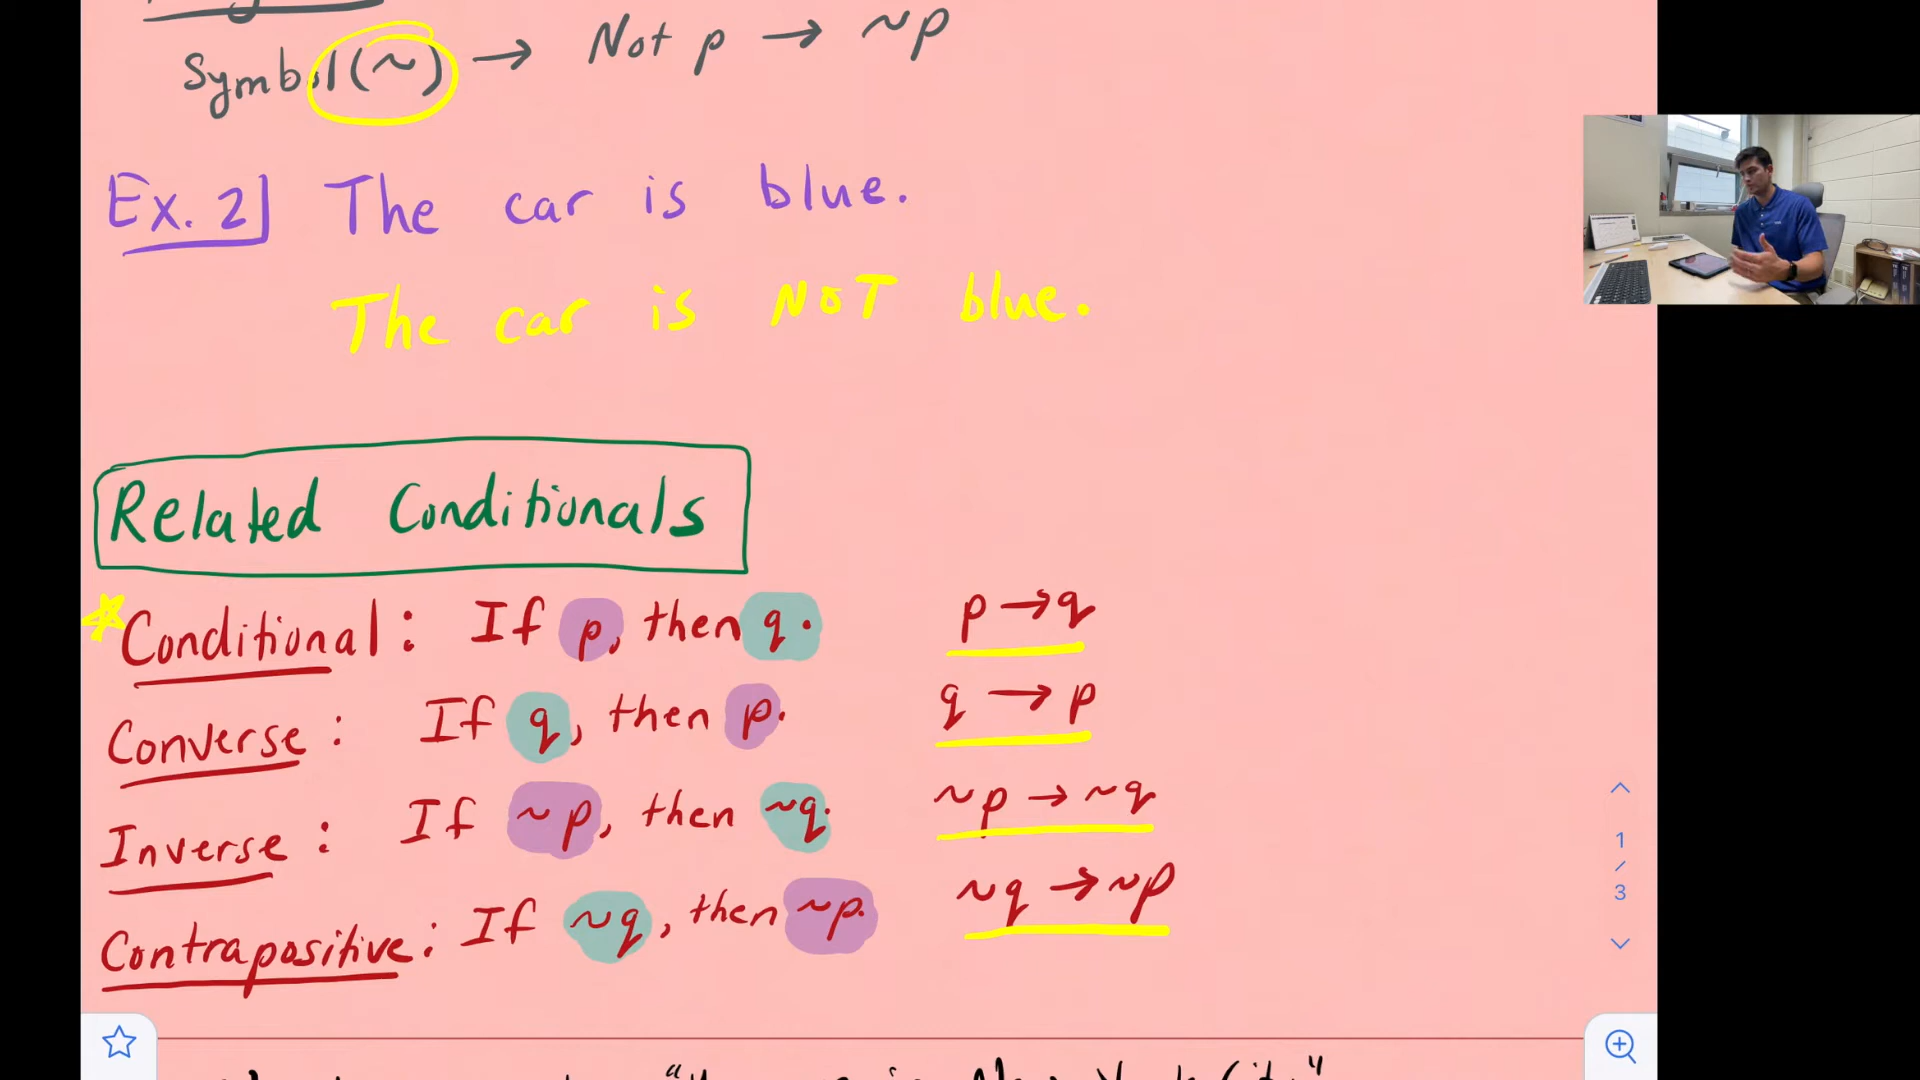 Symbol (~) → Not p → ~p
Ex. 2] The car is blue.
The car is NOT blue.
Related Conditionals
Conditional: If p, then q. p → q
Converse: If q, then p. q → p
Inverse: If ~p, then ~q. ~p → ~q
Contrapositive: If ~q, then ~p. ~q → ~p
1
/
3